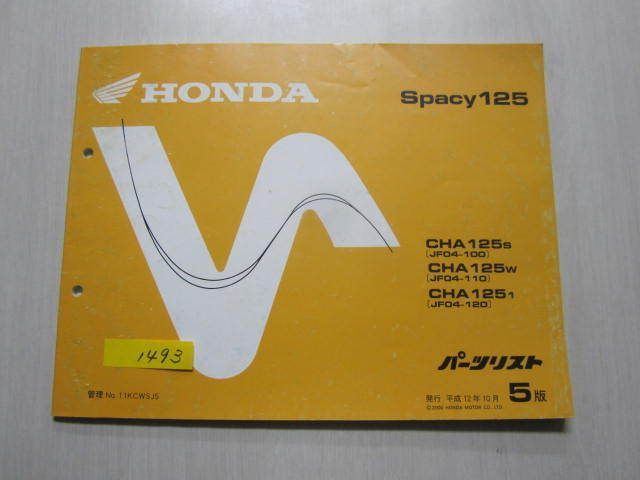 HONDA
Spacy125
CHA125S
[JF04-100]
CHA125W
[JF04-110]
CHA1251
[JF04-120]
パーツリスト
1493
管理 No. 11KCWSJ5
発行 平成12年10月 5版
© 2000 HONDA MOTOR CO., LTD.